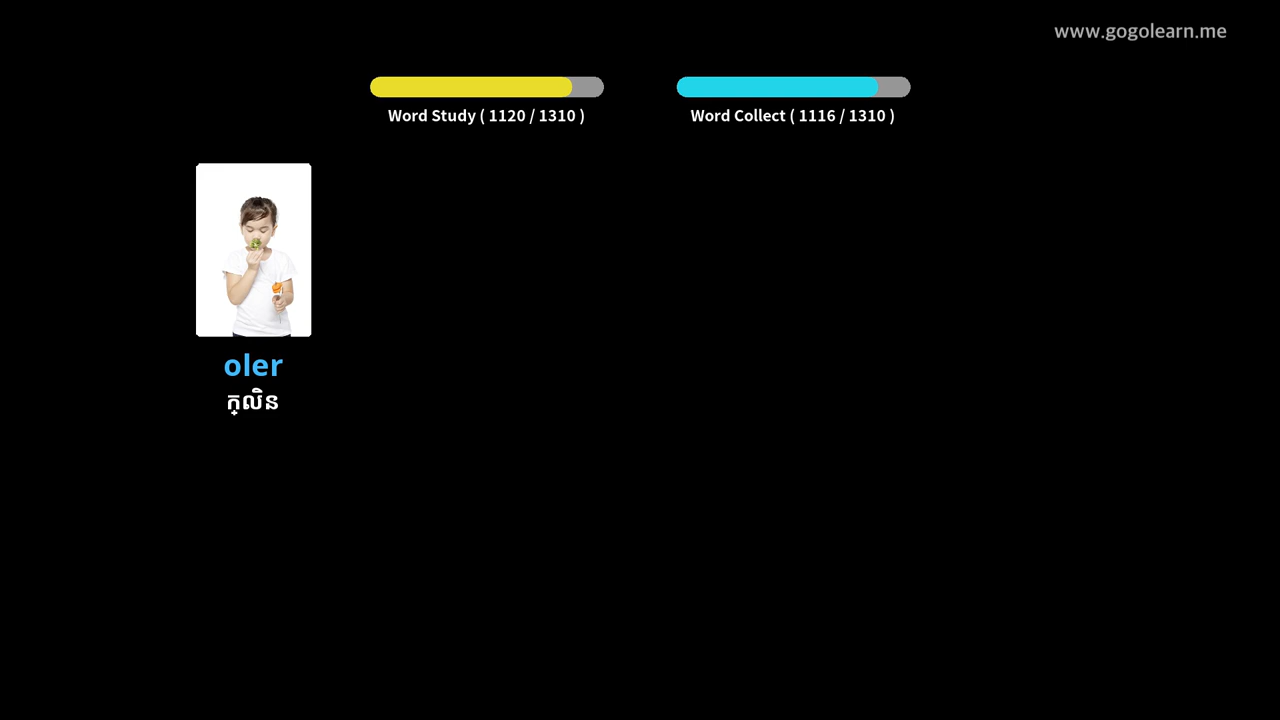 www.gogolearn.me
Word Study ( 1120 / 1310 )
Word Collect ( 1116 / 1310 )
oler
ក្លិន